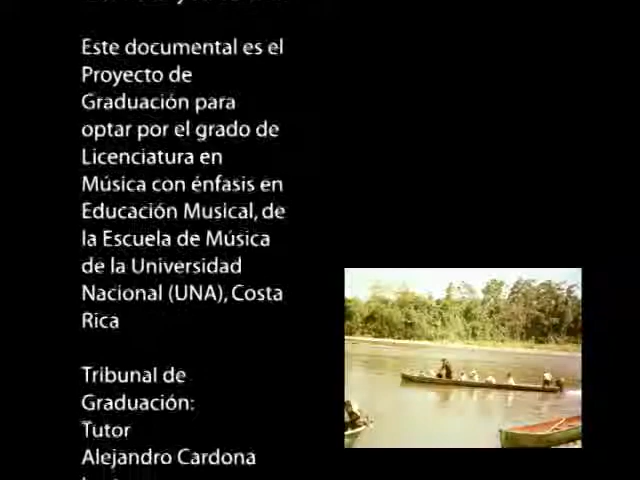 Este documental es el
Proyecto de
Graduación para
optar por el grado de
Licenciatura en
Música con énfasis en
Educación Musical, de
la Escuela de Música
de la Universidad
Nacional (UNA), Costa
Rica
Tribunal de
Graduación:
Tutor
Alejandro Cardona